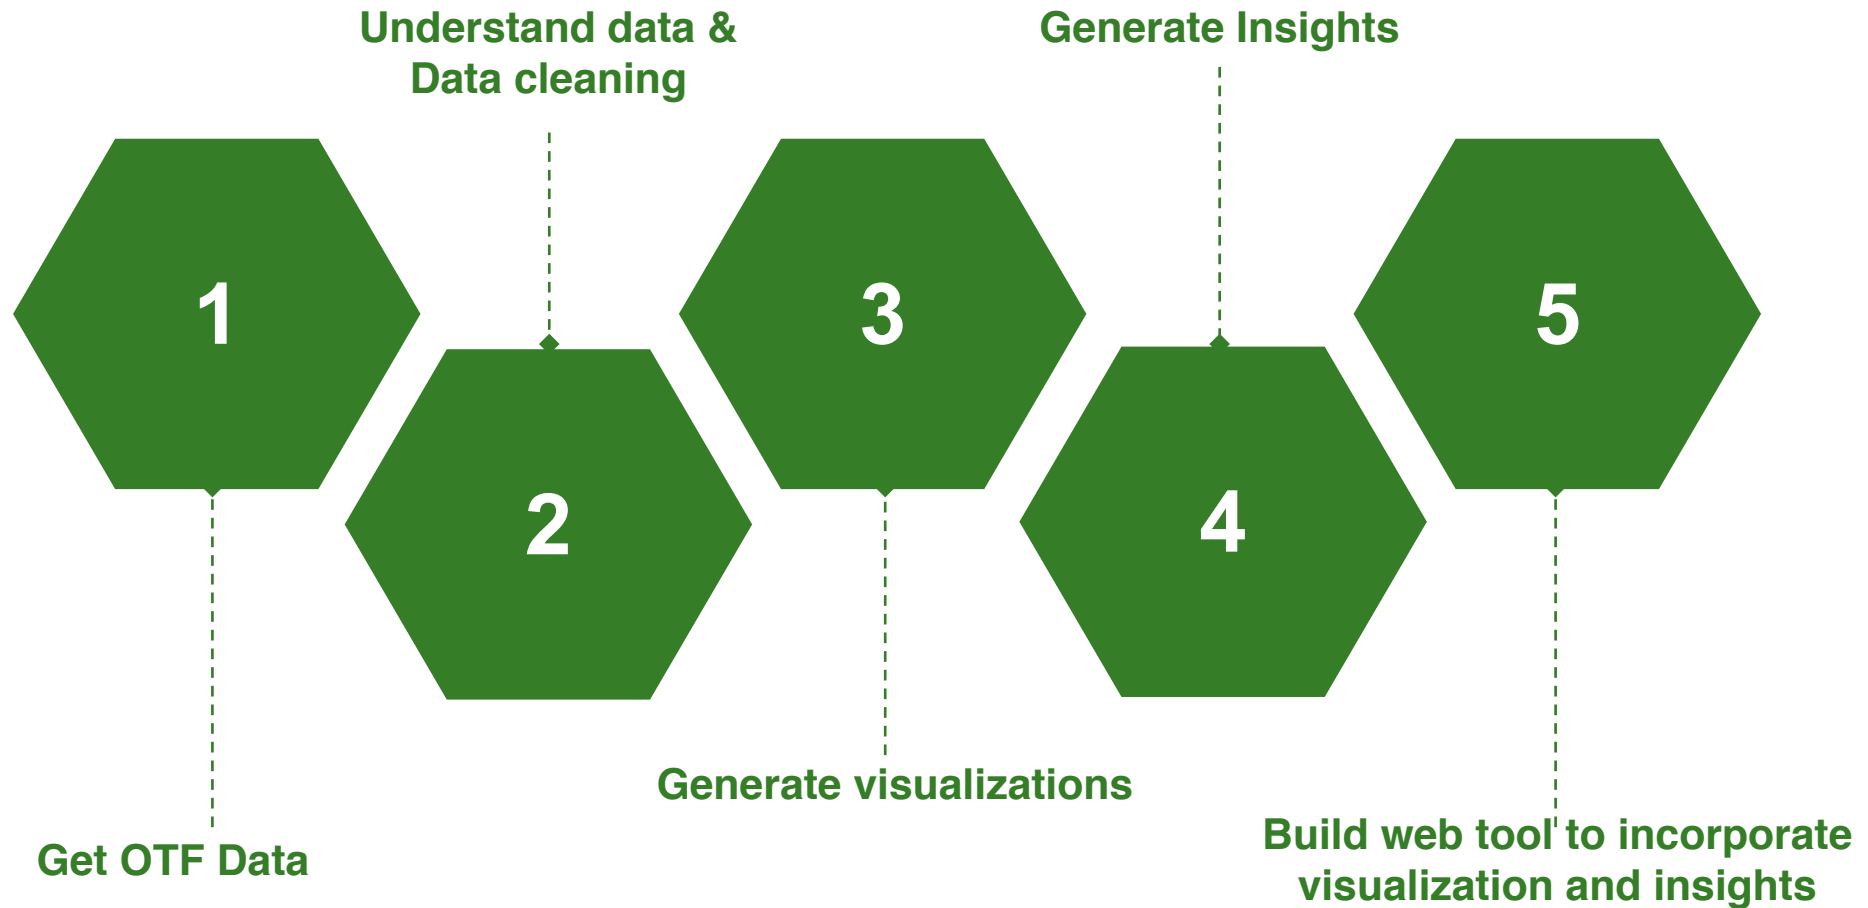 Understand data &
Data cleaning
Generate Insights
1
2
3
4
5
Get OTF Data
Generate visualizations
Build web tool to incorporate
visualization and insights